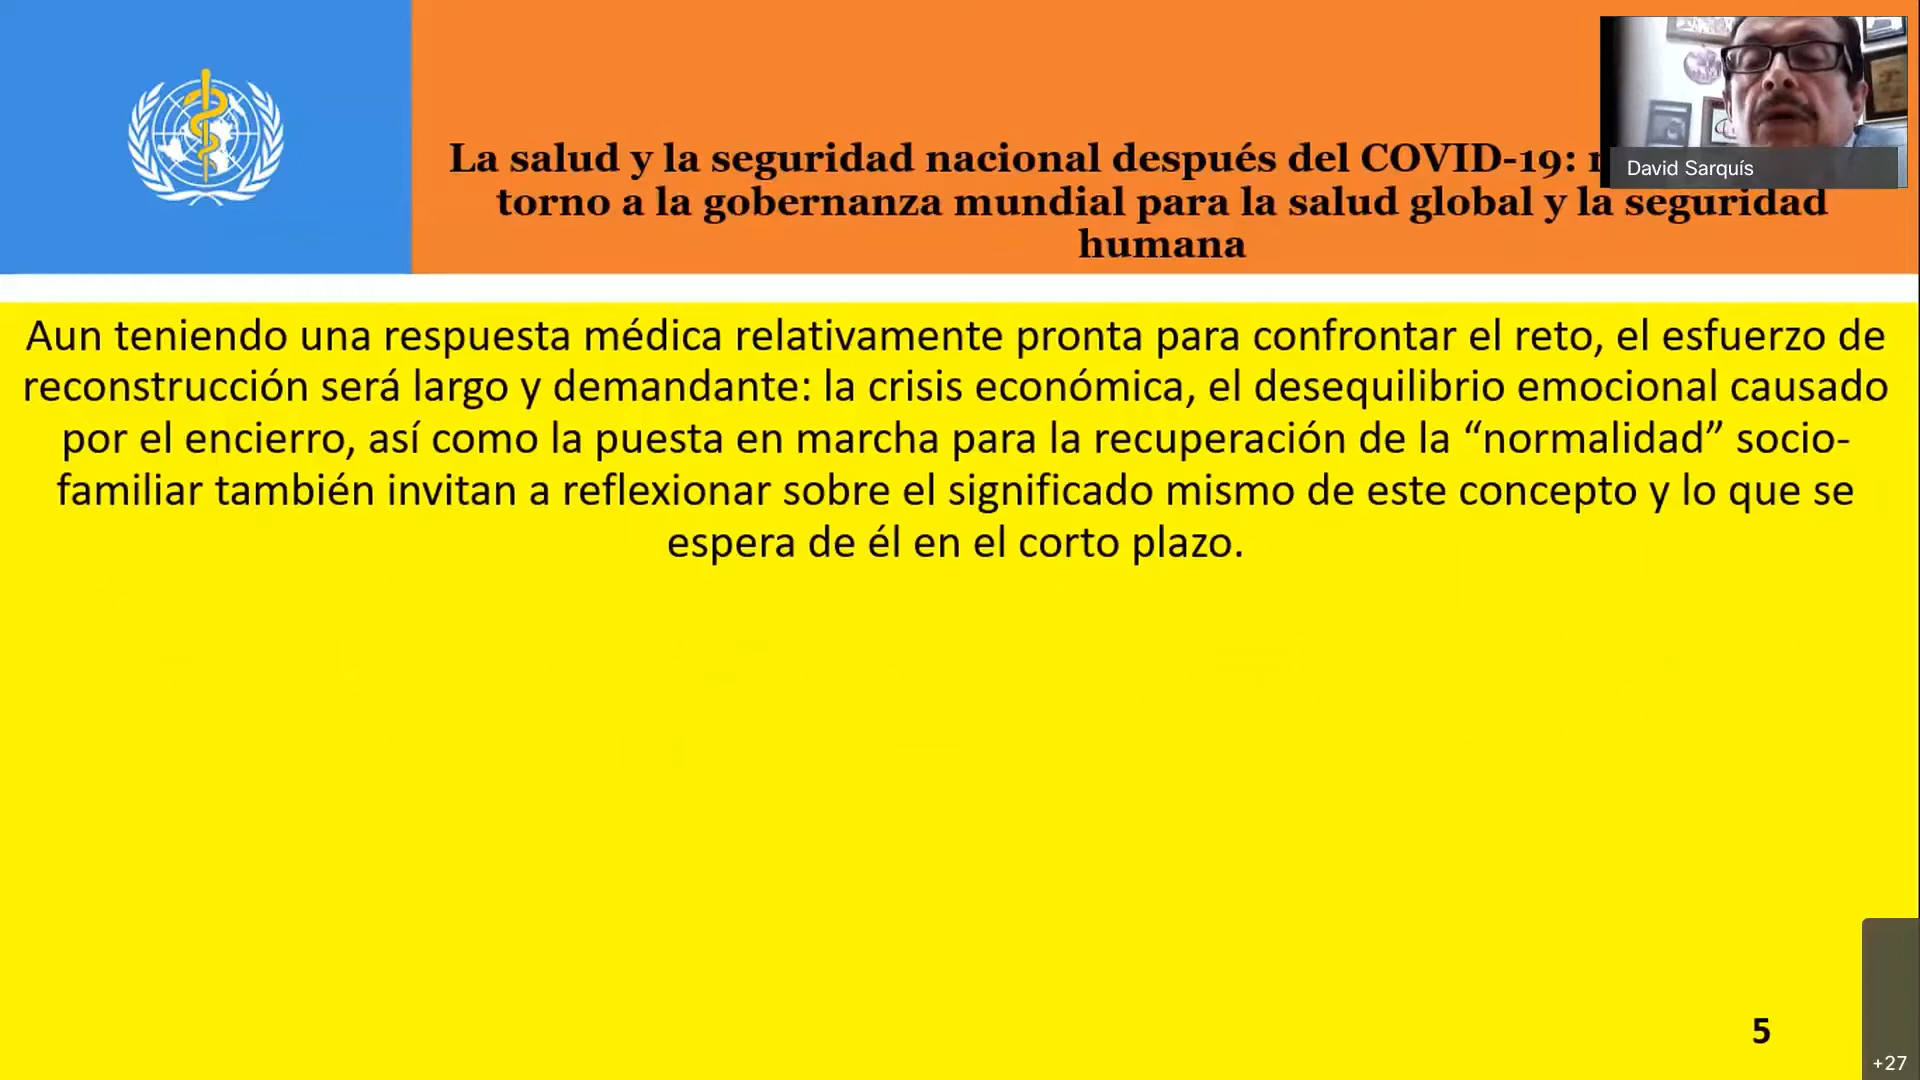 La salud y la seguridad nacional después del COVID-19:
torno a la gobernanza mundial para la salud global y la seguridad
humana
David Sarquís
Aun teniendo una respuesta médica relativamente pronta para confrontar el reto, el esfuerzo de
reconstrucción será largo y demandante: la crisis económica, el desequilibrio emocional causado
por el encierro, así como la puesta en marcha para la recuperación de la “normalidad” socio-
familiar también invitan a reflexionar sobre el significado mismo de este concepto y lo que se
espera de él en el corto plazo.
5
+27